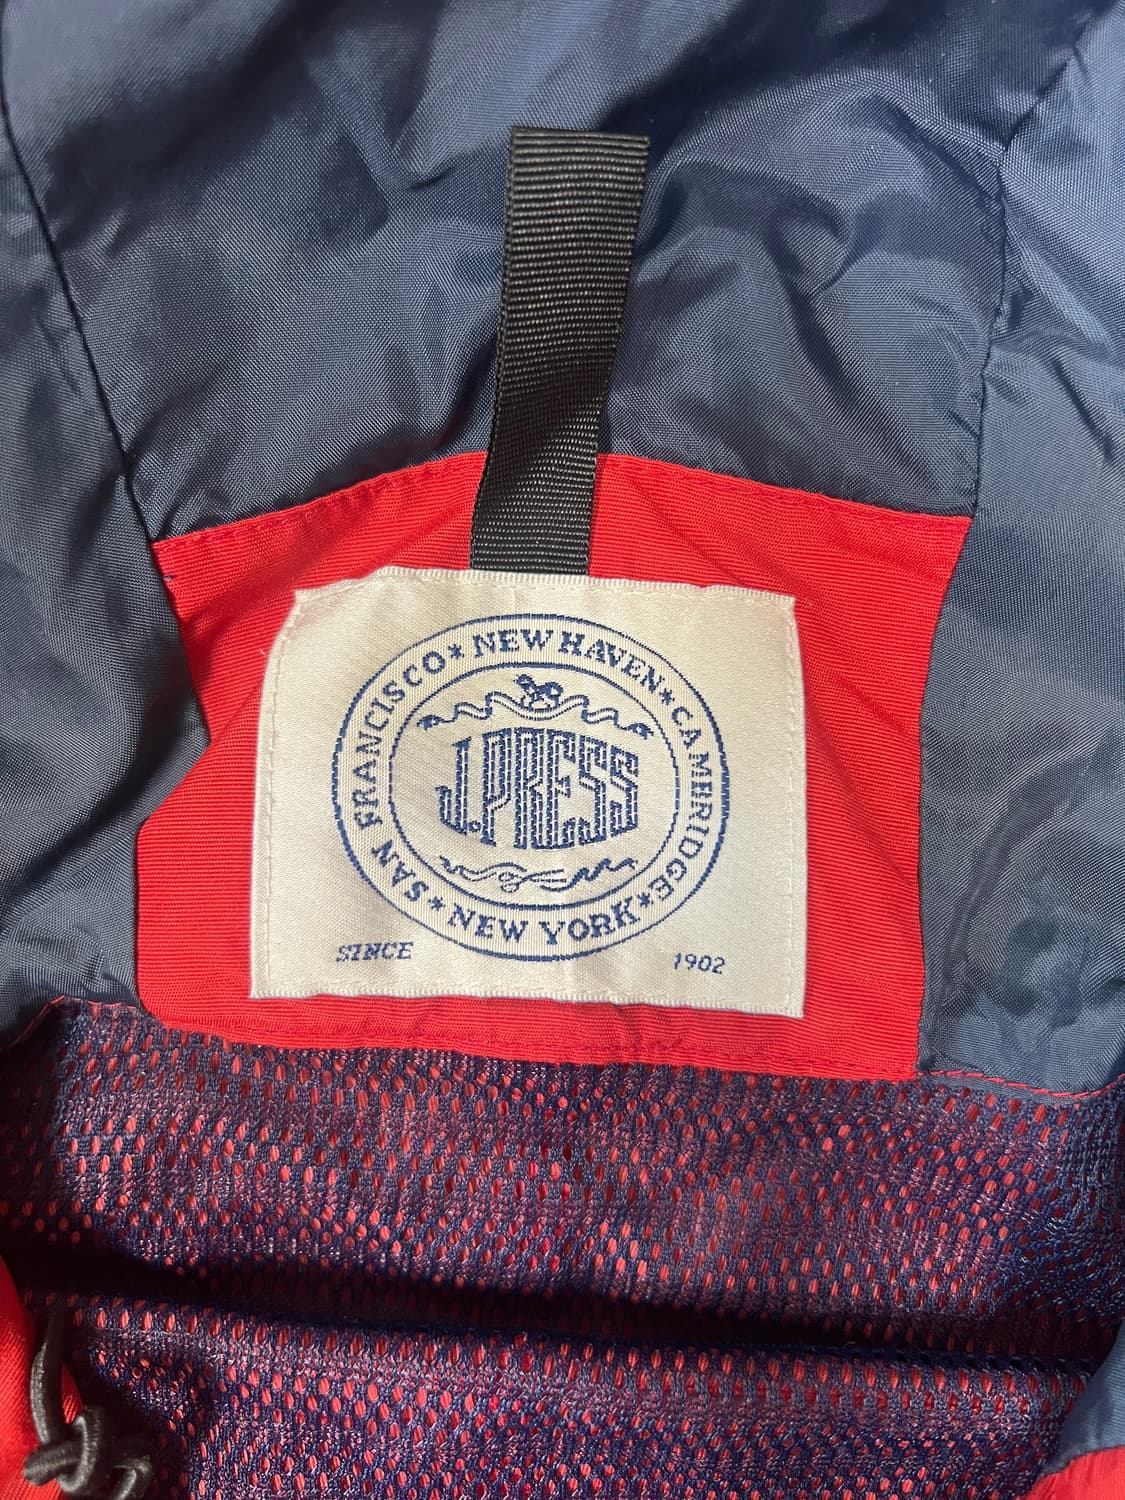 NEW HAVEN * CAMBRIDGE * NEW YORK * SAN FRANCISCO *
J.PRESS
SINCE 1902